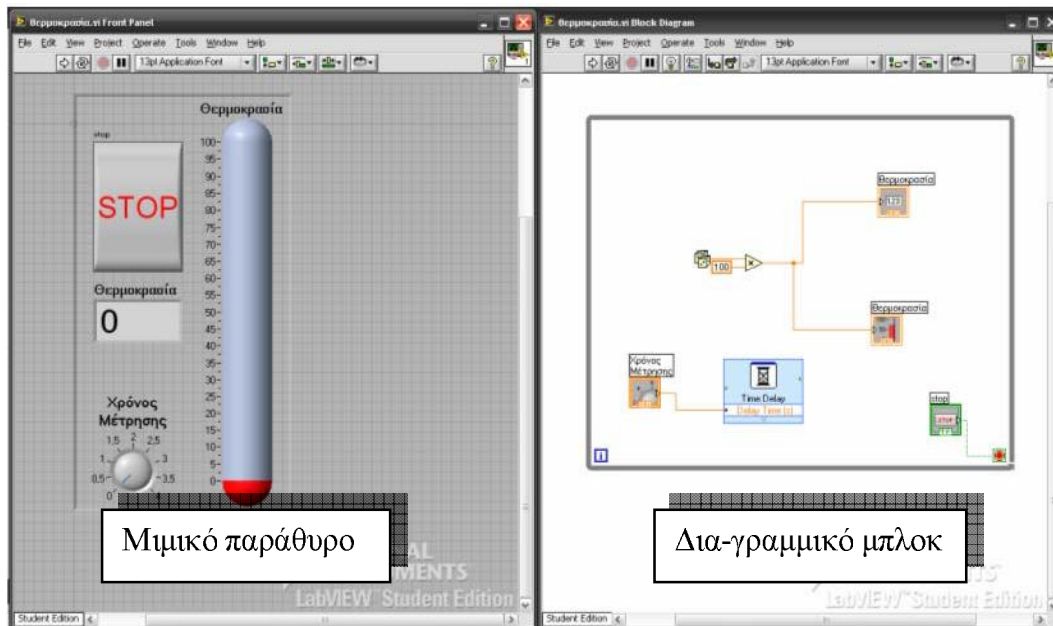 Θερμοκρασία.vi Front Panel
File Edit View Project Operate Tools Window Help
13pt Application Font
Θερμοκρασία
stop
STOP
100
95
90
85
80
75
70
65
60
55
50
45
40
35
30
25
20
15
10
5
0
Θερμοκρασία
0
Χρόνος
Μέτρησης
0
0,5
1
1,5
2
2,5
3
3,5
Μιμικό παράθυρο
LabVIEW Student Edition
Student Edition
Θερμοκρασία.vi Block Diagram
File Edit View Project Operate Tools Window Help
13pt Application Font
Θερμοκρασία
100
Θερμοκρασία
Χρόνος
Μέτρησης
Time Delay
Delay Time (s)
stop
STOP
i
Δια-γραμμικό μπλοκ
LabVIEW Student Edition
Student Edition